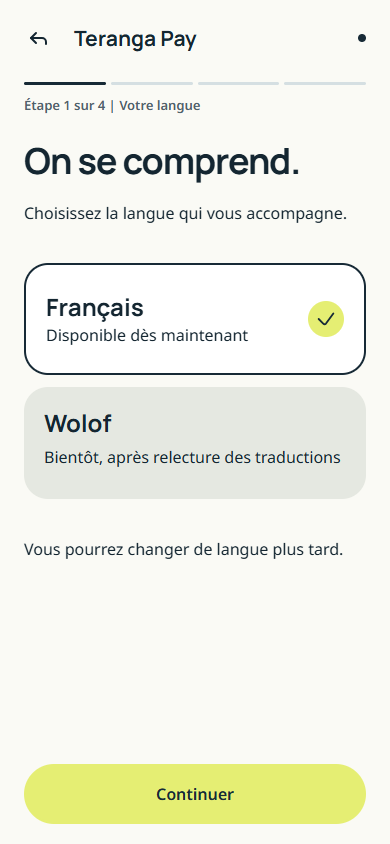 Teranga Pay
Étape 1 sur 4 | Votre langue
On se comprend.
Choisissez la langue qui vous accompagne.
Français
Disponible dès maintenant
Wolof
Bientôt, après relecture des traductions
Vous pourrez changer de langue plus tard.
Continuer